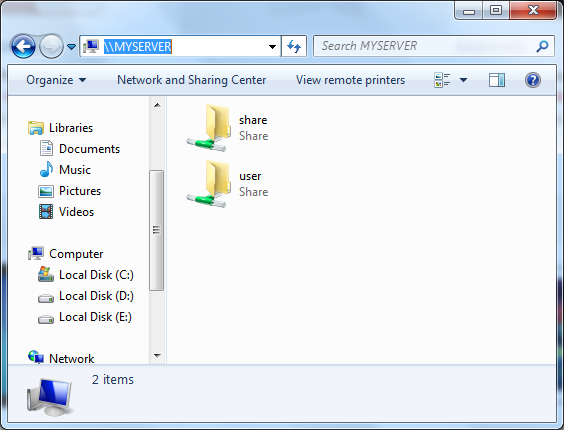 \\MYSERVER
Search MYSERVER
Organize Network and Sharing Center View remote printers
Libraries
Documents
Music
Pictures
Videos
Computer
Local Disk (C:)
Local Disk (D:)
Local Disk (E:)
Network
share
Share
user
Share
2 items